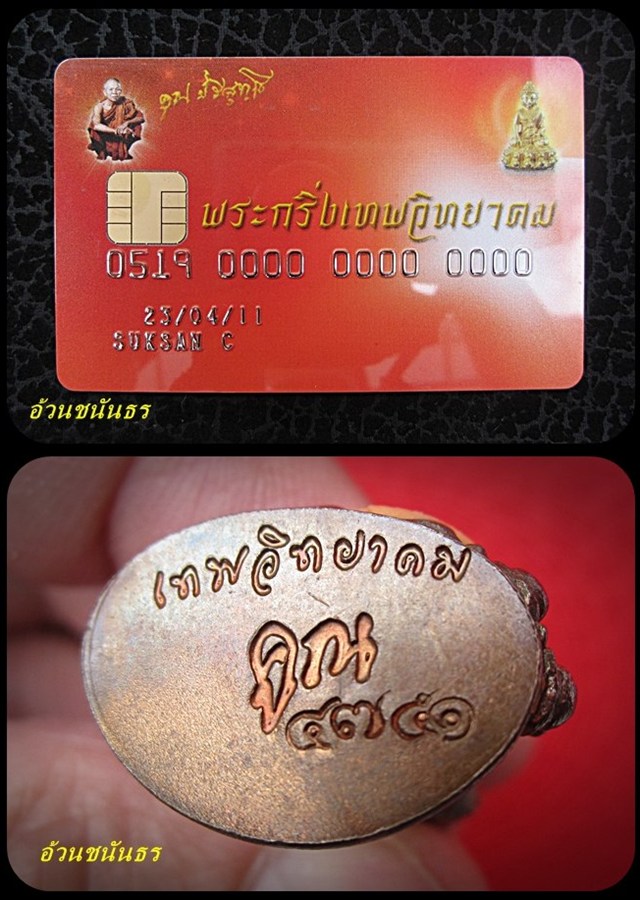 คูณ ปริสุทฺโธ
พระกริ่งเทพวิทยาคม
0519 0000 0000 0000
23/04/11
SUKSAN C
อ้วนชนันธร
เทพวิทยาคม
คูณ
๔๗๕๑
อ้วนชนันธร